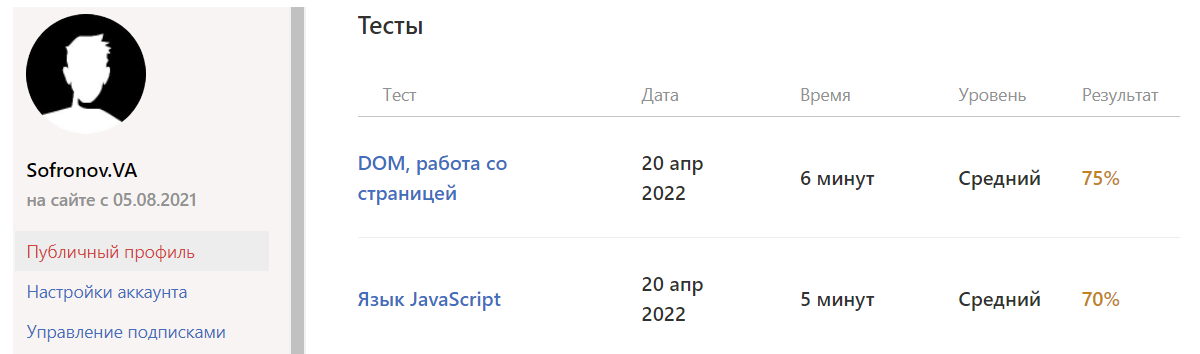 Sofronov.VA
на сайте с 05.08.2021
Публичный профиль
Настройки аккаунта
Управление подписками
Тесты
Тест Дата Время Уровень Результат
DOM, работа со
страницей
20 апр
2022
6 минут
Средний
75%
Язык JavaScript
20 апр
2022
5 минут
Средний
70%